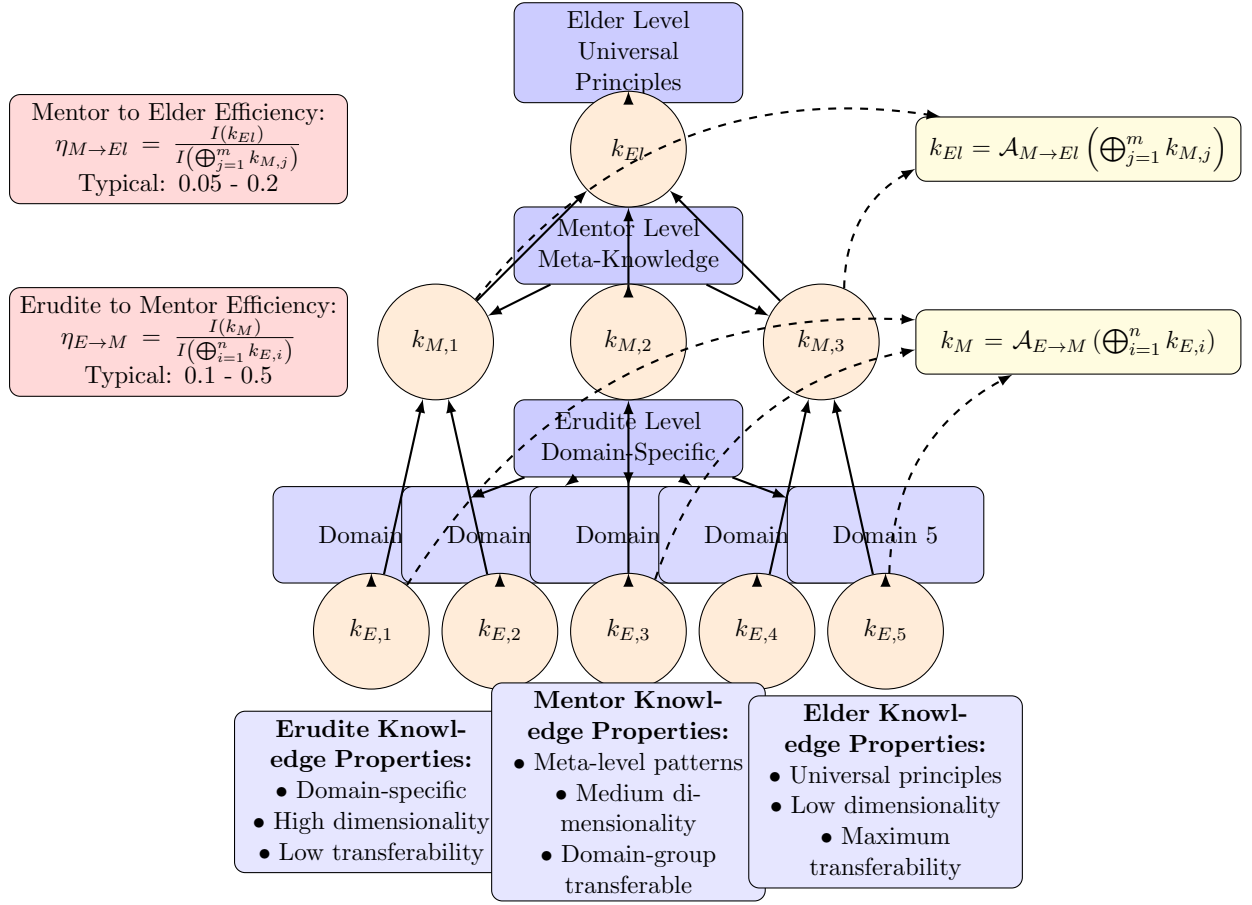 Elder Level
Universal
Principles
Mentor to Elder Efficiency:
η_{M→El} = \frac{I(k_{El})}{I(⨁_{j=1}^{m} k_{M,j})}
Typical: 0.05 - 0.2
k_{El}
k_{El} = 𝒜_{M→El} (⨁_{j=1}^{m} k_{M,j})
Mentor Level
Meta-Knowledge
Erudite to Mentor Efficiency:
η_{E→M} = \frac{I(k_M)}{I(⨁_{i=1}^{n} k_{E,i})}
Typical: 0.1 - 0.5
k_{M,1}
k_{M,2}
k_{M,3}
k_M = 𝒜_{E→M} (⨁_{i=1}^{n} k_{E,i})
Erudite Level
Domain-Specific
Domain
Domain
Domain
Domain
Domain 5
k_{E,1}
k_{E,2}
k_{E,3}
k_{E,4}
k_{E,5}
Erudite Knowl-
edge Properties:
• Domain-specific
• High dimensionality
• Low transferability
Mentor Knowl-
edge Properties:
• Meta-level patterns
• Medium di-
mensionality
• Domain-group
transferable
Elder Knowl-
edge Properties:
• Universal principles
• Low dimensionality
• Maximum
transferability